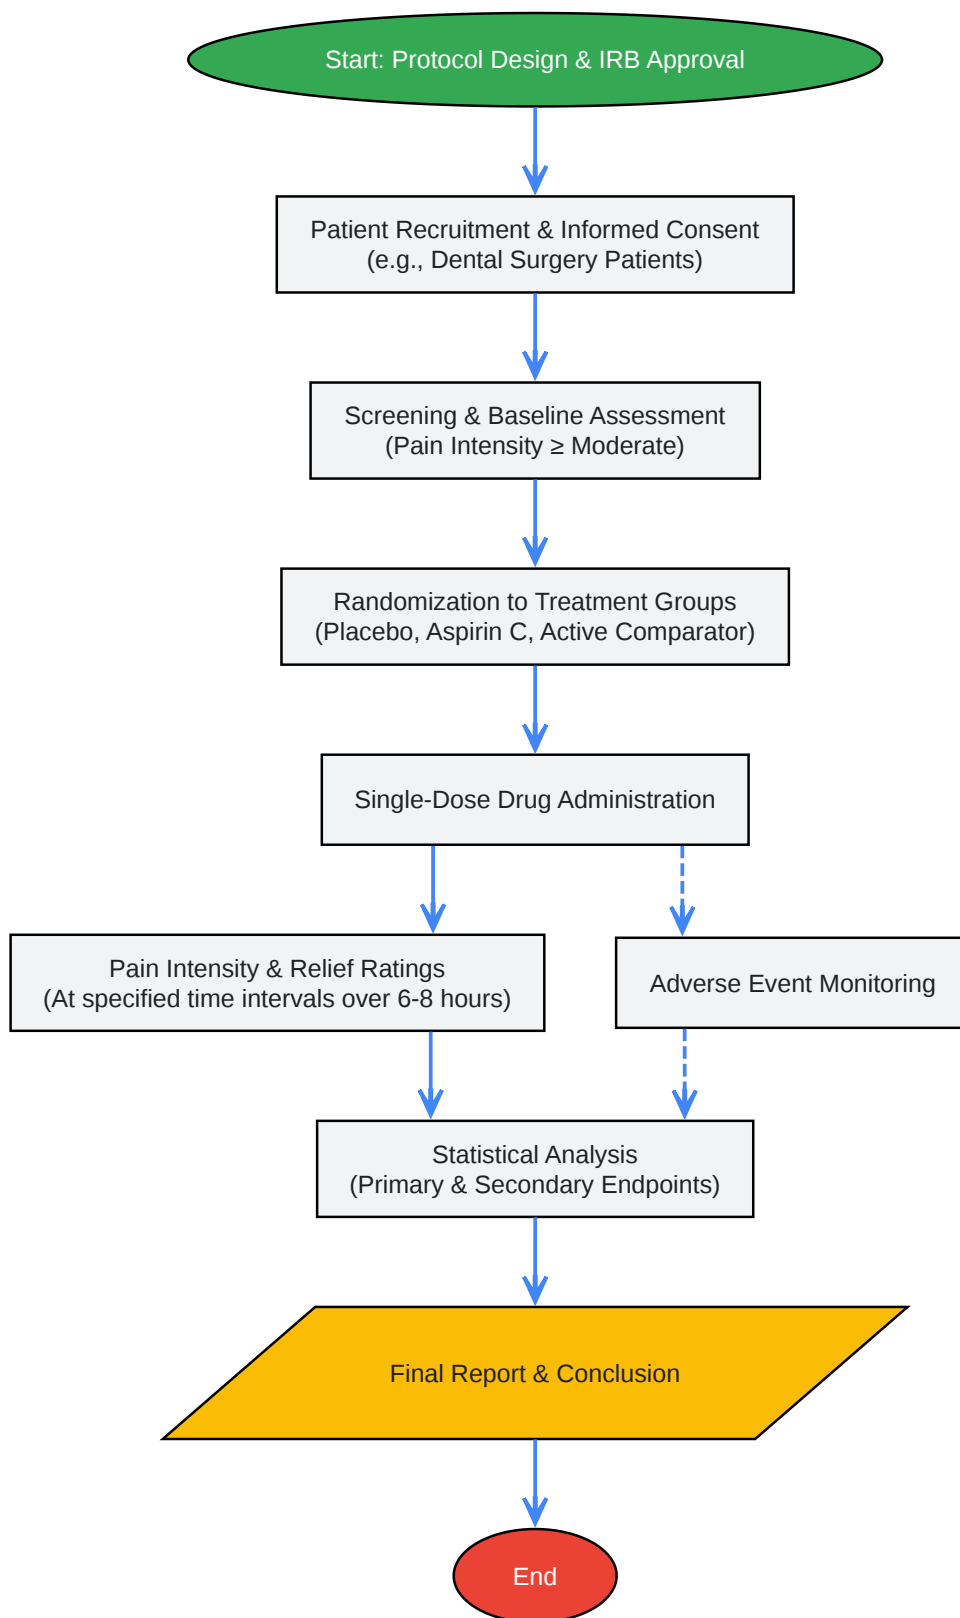 Start: Protocol Design & IRB Approval
Patient Recruitment & Informed Consent
(e.g., Dental Surgery Patients)
Screening & Baseline Assessment
(Pain Intensity ≥ Moderate)
Randomization to Treatment Groups
(Placebo, Aspirin C, Active Comparator)
Single-Dose Drug Administration
Pain Intensity & Relief Ratings
(At specified time intervals over 6-8 hours)
Adverse Event Monitoring
Statistical Analysis
(Primary & Secondary Endpoints)
Final Report & Conclusion
End